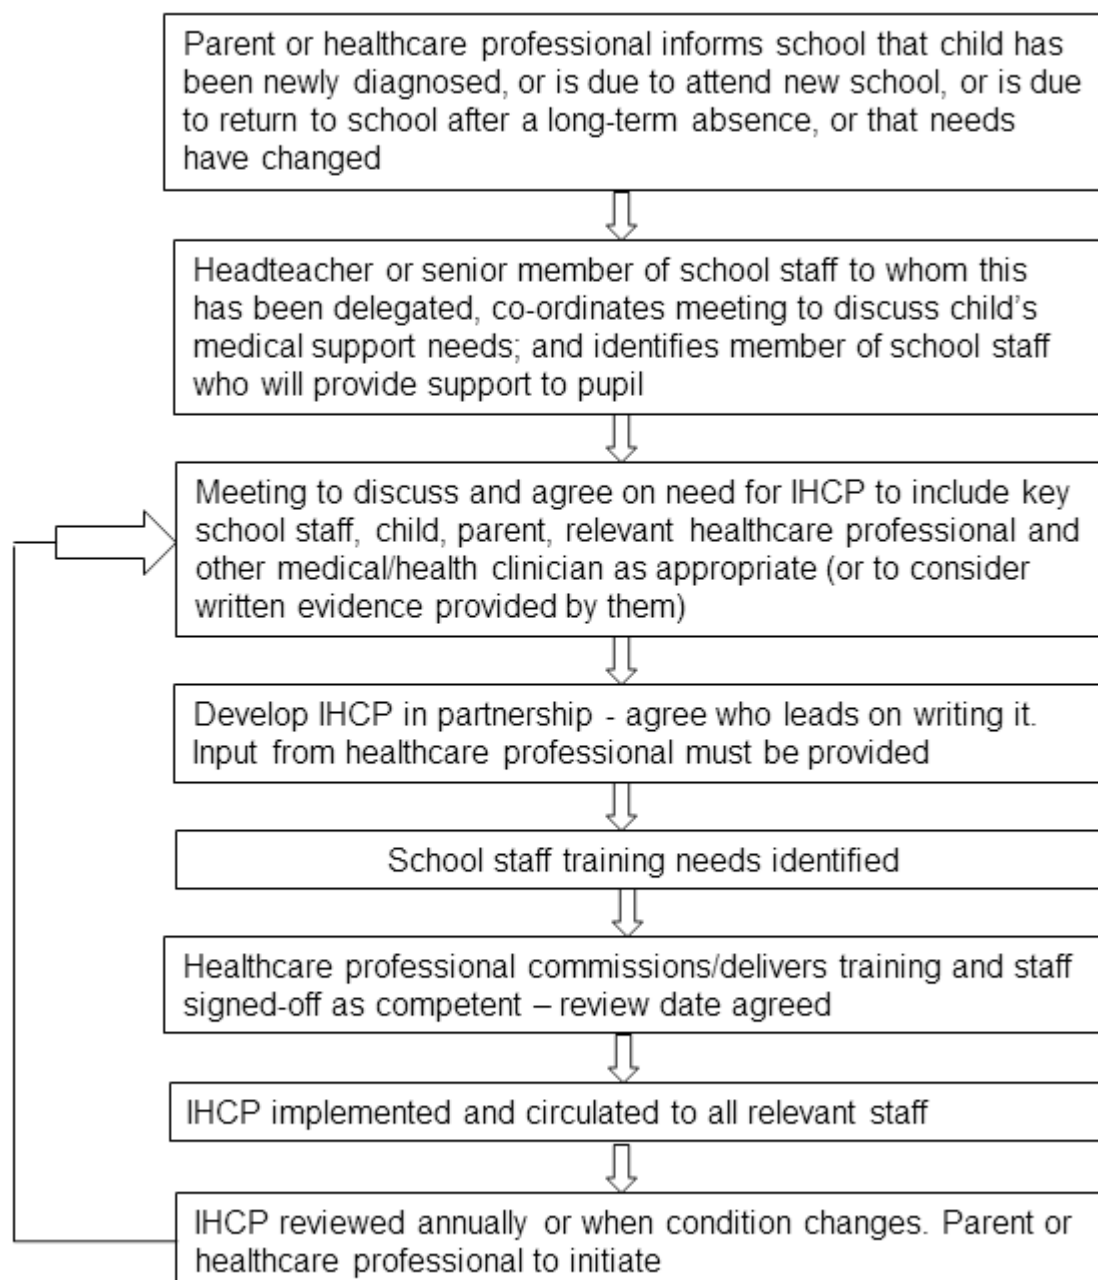 Parent or healthcare professional informs school that child has
been newly diagnosed, or is due to attend new school, or is due
to return to school after a long-term absence, or that needs
have changed
Headteacher or senior member of school staff to whom this
has been delegated, co-ordinates meeting to discuss child's
medical support needs; and identifies member of school staff
who will provide support to pupil
Meeting to discuss and agree on need for IHCP to include key
school staff, child, parent, relevant healthcare professional and
other medical/health clinician as appropriate (or to consider
written evidence provided by them)
Develop IHCP in partnership - agree who leads on writing it.
Input from healthcare professional must be provided
School staff training needs identified
Healthcare professional commissions/delivers training and staff
signed-off as competent – review date agreed
IHCP implemented and circulated to all relevant staff
IHCP reviewed annually or when condition changes. Parent or
healthcare professional to initiate